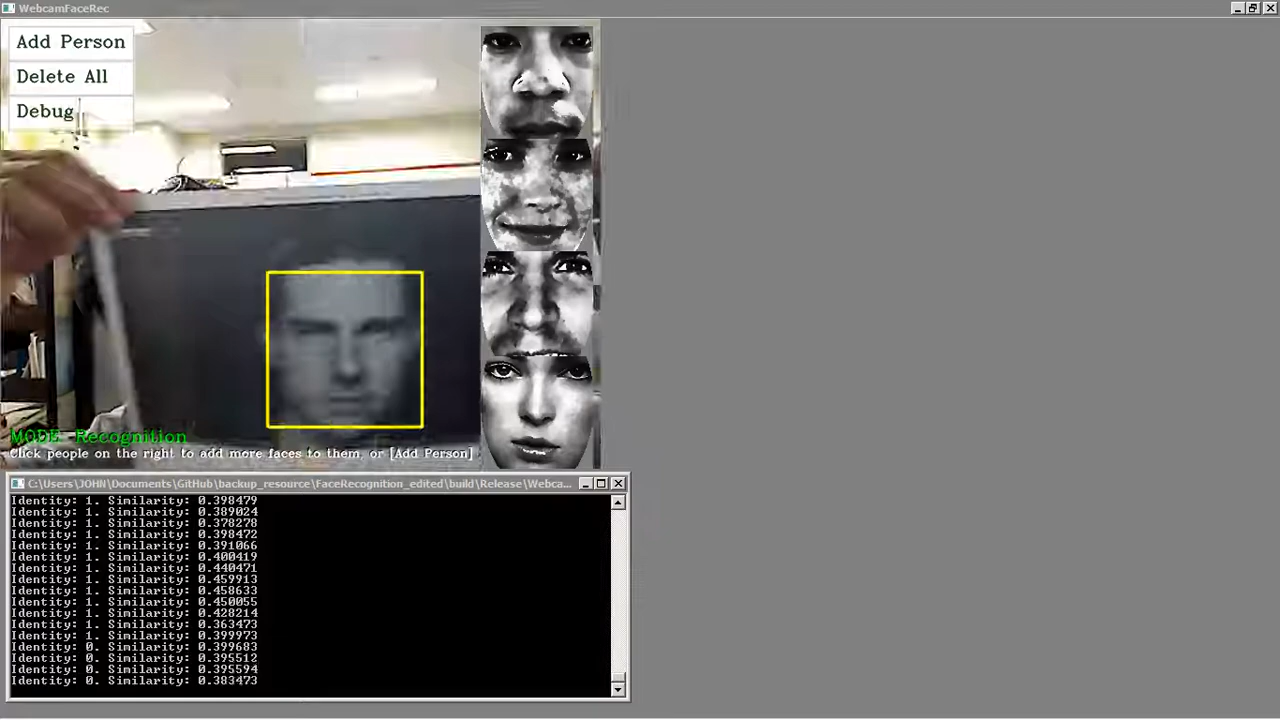 WebcamFaceRec
Add Person
Delete All
Debug
MODE: Recognition
Click people on the right to add more faces to them, or [Add Person]
C:\Users\JOHN\Documents\GitHub\backup_resource\FaceRecognition_edited\build\Release\Webca...
Identity: 1. Similarity: 0.398479
Identity: 1. Similarity: 0.389024
Identity: 1. Similarity: 0.378278
Identity: 1. Similarity: 0.398472
Identity: 1. Similarity: 0.391066
Identity: 1. Similarity: 0.400419
Identity: 1. Similarity: 0.440471
Identity: 1. Similarity: 0.459913
Identity: 1. Similarity: 0.458633
Identity: 1. Similarity: 0.450055
Identity: 1. Similarity: 0.428214
Identity: 1. Similarity: 0.363473
Identity: 1. Similarity: 0.399973
Identity: 0. Similarity: 0.399683
Identity: 0. Similarity: 0.395512
Identity: 0. Similarity: 0.395594
Identity: 0. Similarity: 0.383473